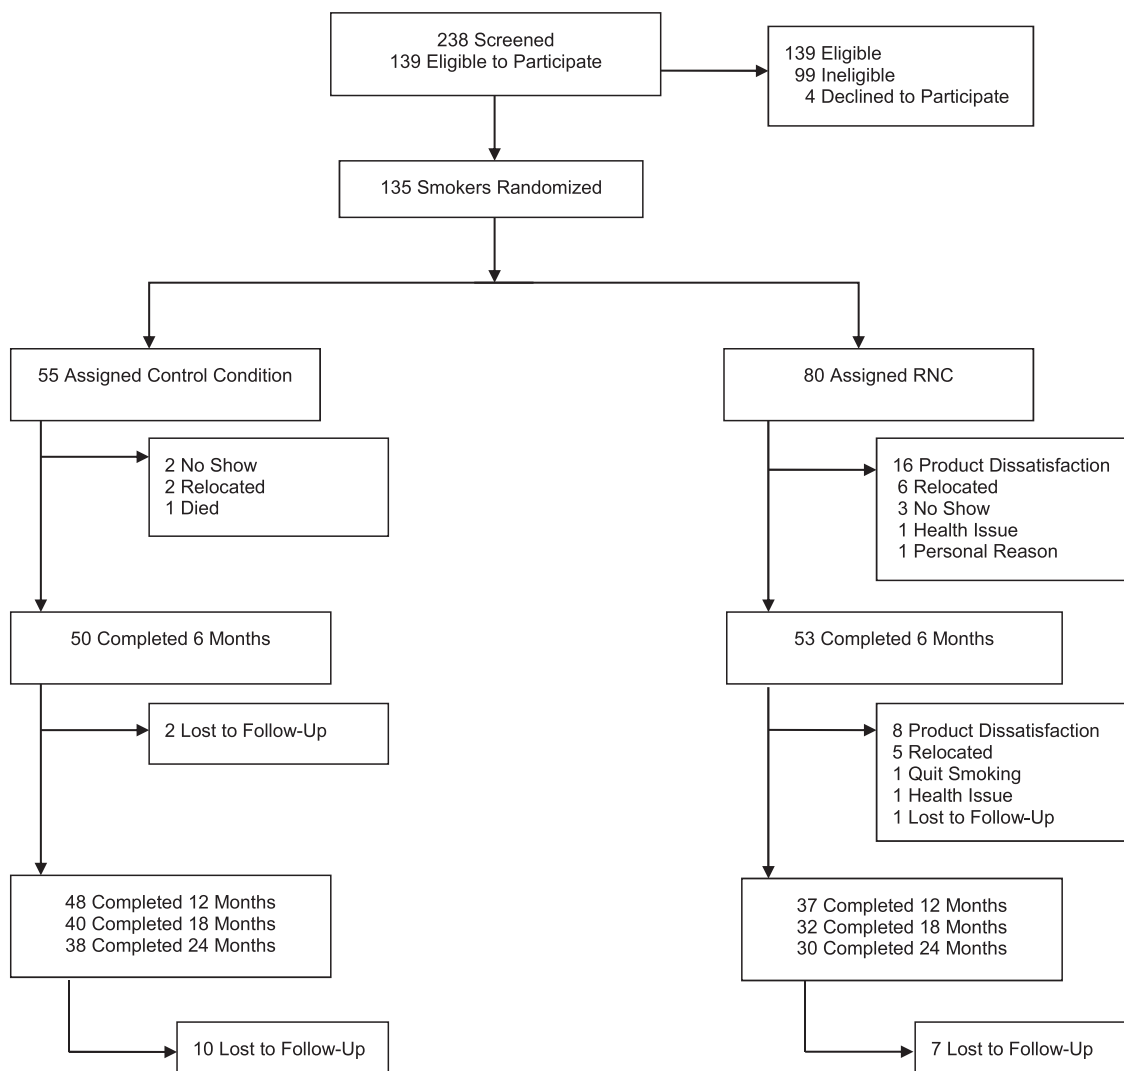 238 Screened
139 Eligible to Participate
139 Eligible
99 Ineligible
4 Declined to Participate
135 Smokers Randomized
55 Assigned Control Condition
80 Assigned RNC
2 No Show
2 Relocated
1 Died
16 Product Dissatisfaction
6 Relocated
3 No Show
1 Health Issue
1 Personal Reason
50 Completed 6 Months
53 Completed 6 Months
2 Lost to Follow-Up
8 Product Dissatisfaction
5 Relocated
1 Quit Smoking
1 Health Issue
1 Lost to Follow-Up
48 Completed 12 Months
40 Completed 18 Months
38 Completed 24 Months
37 Completed 12 Months
32 Completed 18 Months
30 Completed 24 Months
10 Lost to Follow-Up
7 Lost to Follow-Up